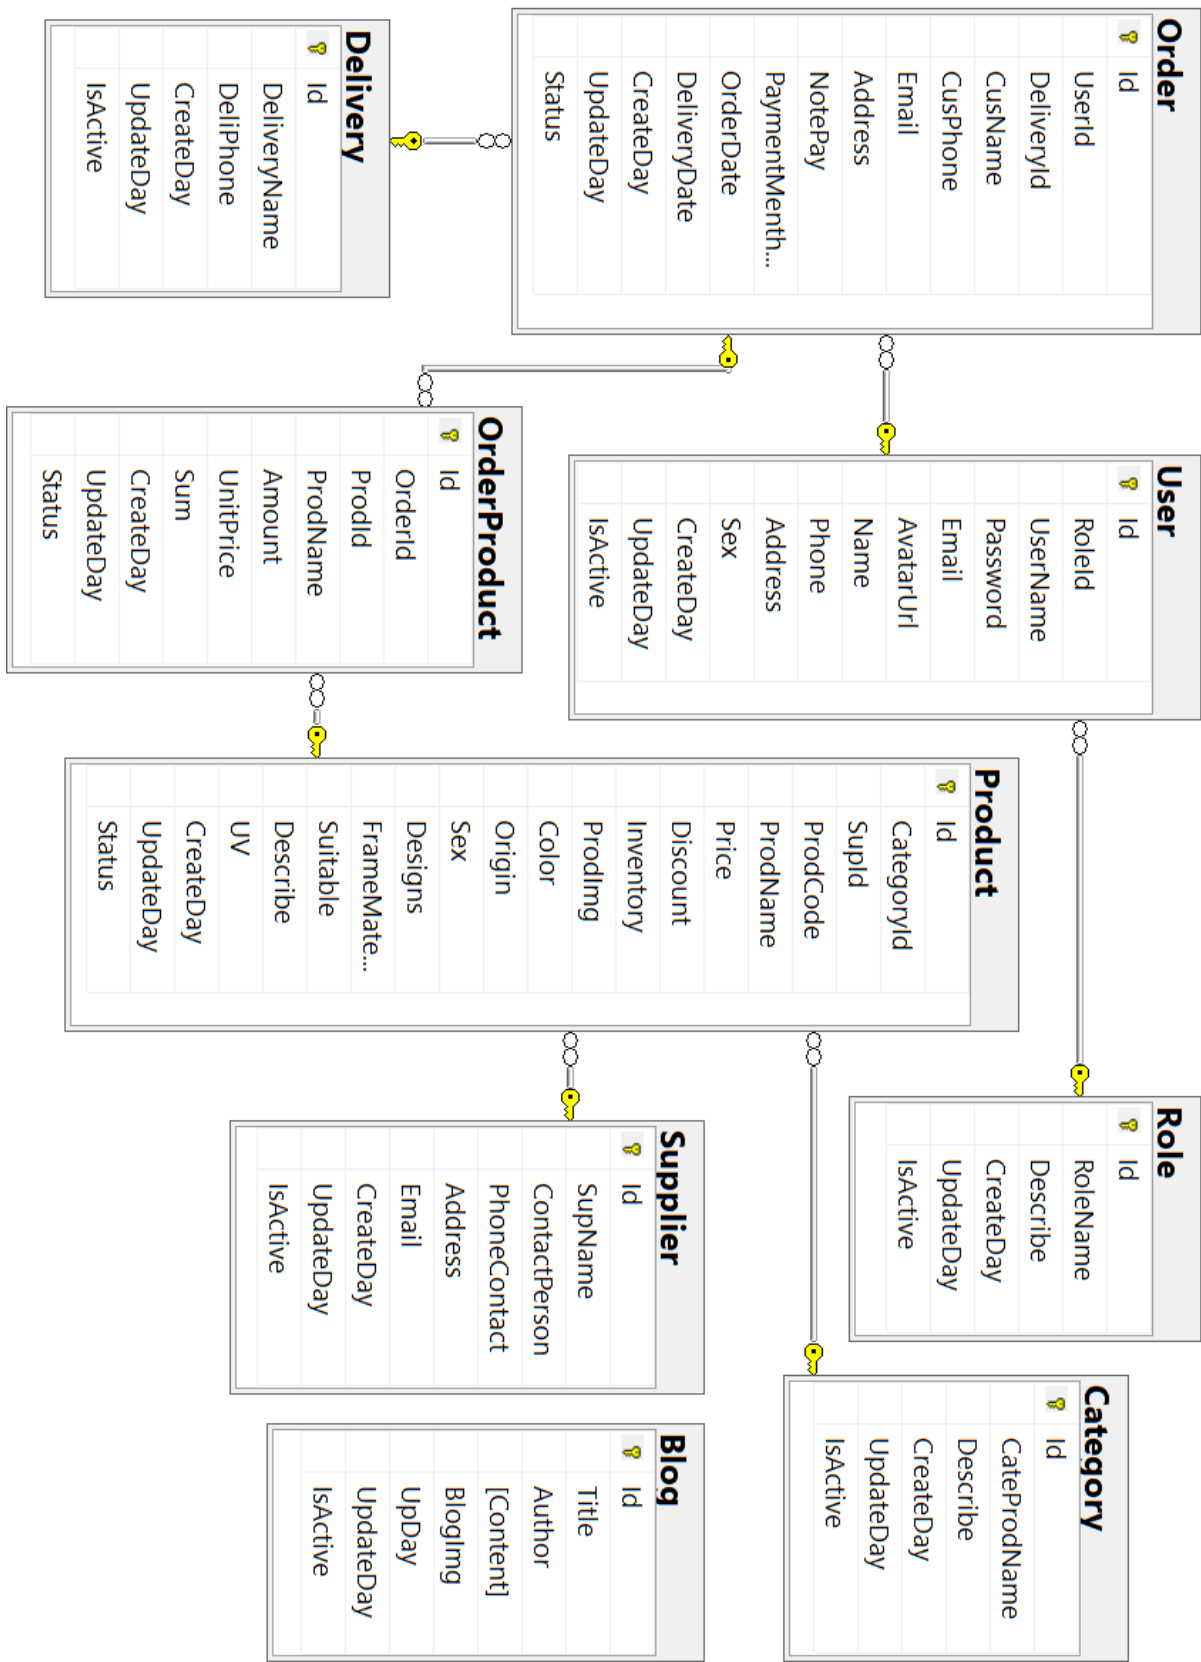 Order
Id
UserId
DeliveryId
CusName
CusPhone
Email
Address
NotePay
PaymentMenth...
OrderDate
DeliveryDate
CreateDay
UpdateDay
Status
User
Id
RoleId
UserName
Password
Email
AvatarUrl
Name
Phone
Address
Sex
CreateDay
UpdateDay
IsActive
Role
Id
RoleName
Describe
CreateDay
UpdateDay
IsActive
Category
Id
CateProdName
Describe
CreateDay
UpdateDay
IsActive
Product
Id
CategoryId
SupId
ProdCode
ProdName
Price
Discount
Inventory
ProdImg
Color
Origin
Sex
Designs
FrameMate...
Suitable
Describe
UV
CreateDay
UpdateDay
Status
Supplier
Id
SupName
ContactPerson
PhoneContact
Address
Email
CreateDay
UpdateDay
IsActive
Blog
Id
Title
Author
[Content]
BlogImg
UpDay
UpdateDay
IsActive
OrderProduct
Id
OrderId
ProdId
ProdName
Amount
UnitPrice
Sum
CreateDay
UpdateDay
Status
Delivery
Id
DeliveryName
DeliPhone
CreateDay
UpdateDay
IsActive